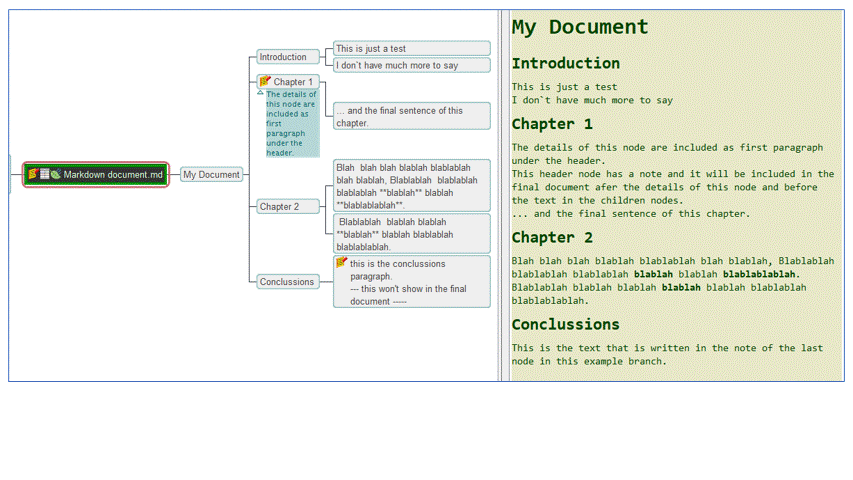 Markdown document.md
My Document
Introduction
This is just a test
I don`t have much more to say
Chapter 1
The details of
this node are
included as
first
paragraph
under the
header.
... and the final sentence of this
chapter.
Chapter 2
Blah  blah blah blablah blablablah
blah blablah, Blablablah  blablablah
blablablah **blablah** blablah
**blablablablah**.
Blablablah  blablah blablah
**blablah** blablah blablablah
blablablablah.
Conclussions
this is the conclussions
paragraph.
--- this won't show in the final
document -----
My Document
Introduction
This is just a test
I don`t have much more to say
Chapter 1
The details of this node are included as first paragraph
under the header.
This header node has a note and it will be included in the
final document afer the details of this node and before
the text in the children nodes.
... and the final sentence of this chapter.
Chapter 2
Blah blah blah blablah blablablah blah blablah, Blablablah
blablablah blablablah blablah blablah blablablablah.
Blablablah blablah blablah blablah blablah blablablah
blablablablah.
Conclussions
This is the text that is written in the note of the last
node in this example branch.